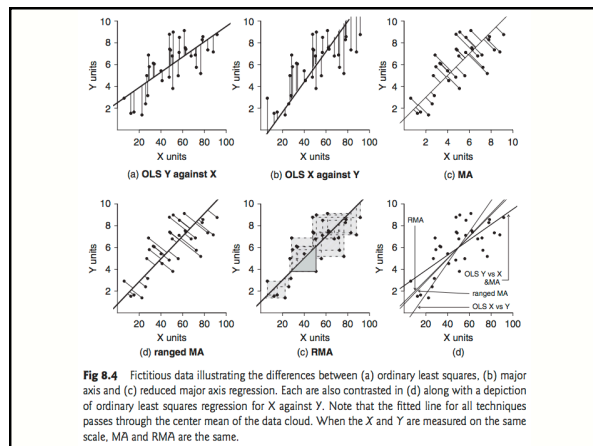 10
8
6
4
2
Y units
20 40 60 80 100
X units
(a) OLS Y against X
10
8
6
4
2
Y units
20 40 60 80 100
X units
(b) OLS X against Y
10
8
6
4
2
Y units
2 4 6 8 10
X units
(c) MA
10
8
6
4
2
Y units
20 40 60 80 100
X units
(d) ranged MA
10
8
6
4
2
Y units
20 40 60 80 100
X units
(c) RMA
10
8
6
4
2
Y units
RMA
OLS Y vs X
&MA
ranged MA
OLS X vs Y
20 40 60 80 100
X units
(d)
Fig 8.4 Fictitious data illustrating the differences between (a) ordinary least squares, (b) major
axis and (c) reduced major axis regression. Each are also contrasted in (d) along with a depiction
of ordinary least squares regression for X against Y. Note that the fitted line for all techniques
passes through the center mean of the data cloud. When the X and Y are measured on the same
scale, MA and RMA are the same.